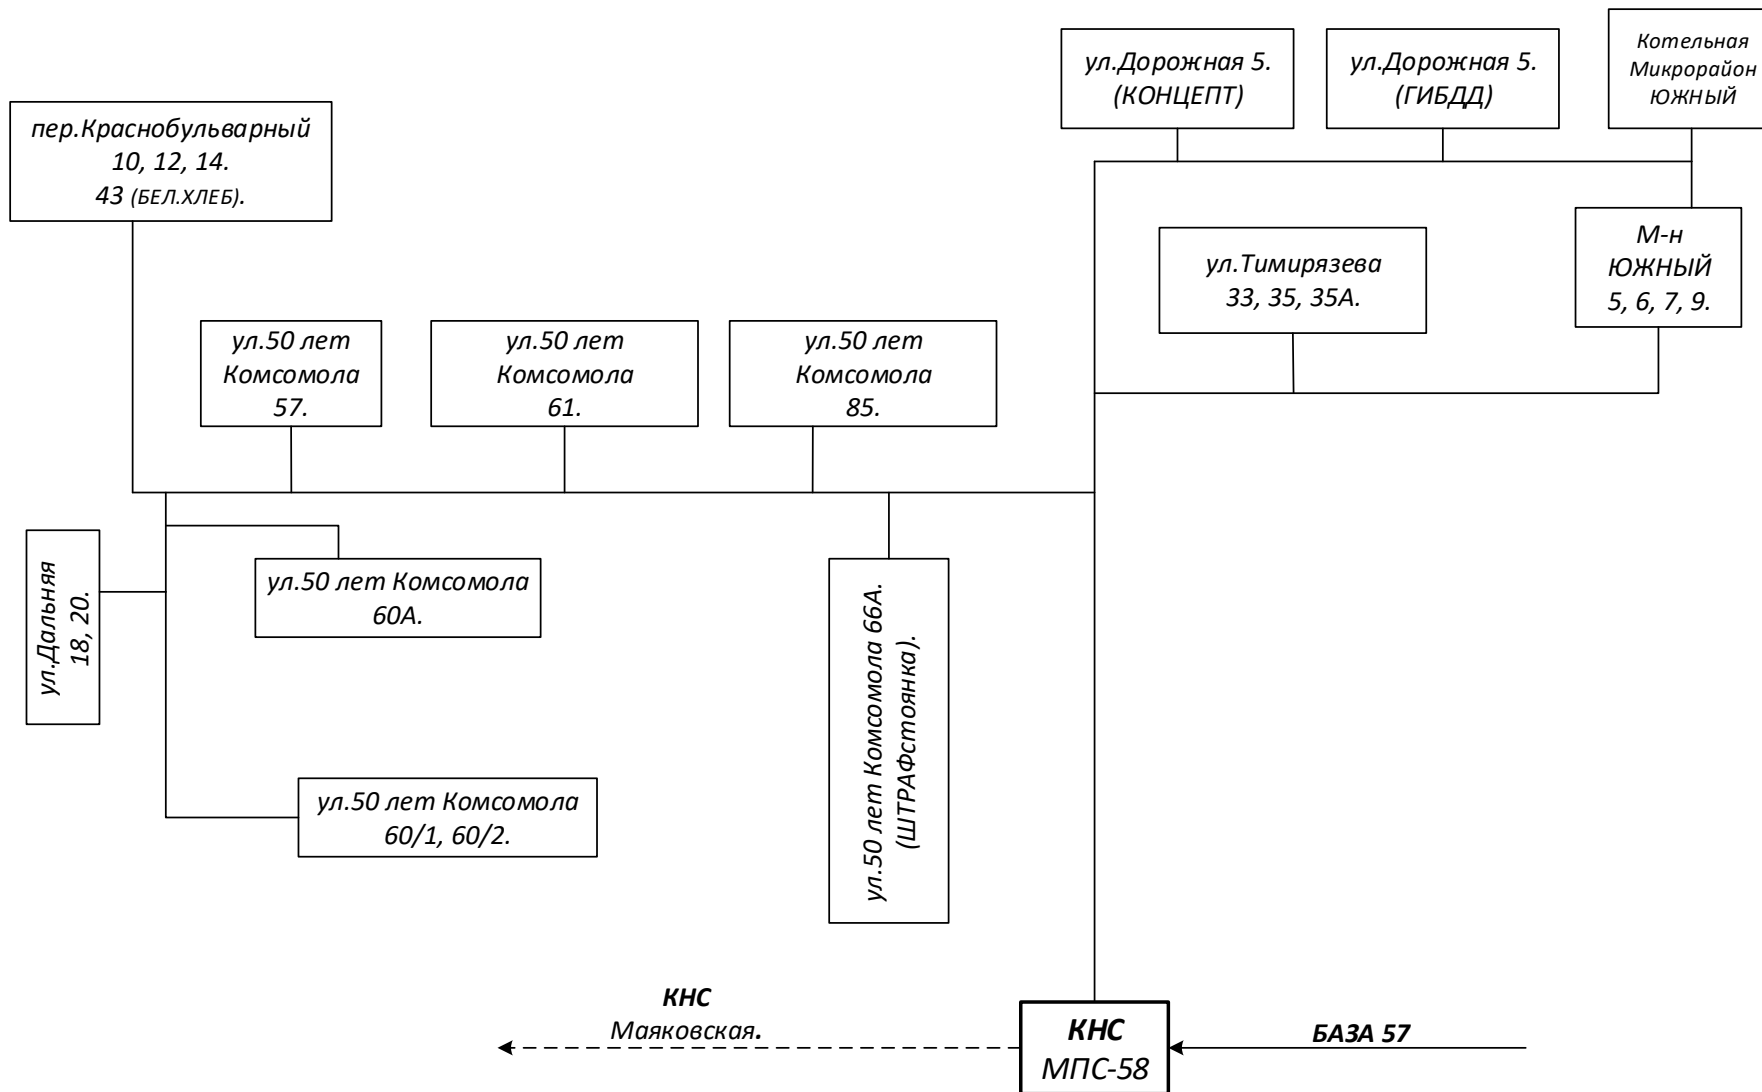 ул.Дорожная 5.
(КОНЦЕПТ)
ул.Дорожная 5.
(ГИБДД)
Котельная
Микрорайон
ЮЖНЫЙ
пер.Краснобульварный
10, 12, 14.
43 (БЕЛ.ХЛЕБ).
ул.Тимирязева
33, 35, 35А.
М-н
ЮЖНЫЙ
5, 6, 7, 9.
ул.50 лет
Комсомола
57.
ул.50 лет
Комсомола
61.
ул.50 лет
Комсомола
85.
ул.Дальняя
18, 20.
ул.50 лет Комсомола
60А.
ул.50 лет Комсомола 66А.
(ШТРАФстоянка).
ул.50 лет Комсомола
60/1, 60/2.
КНС
Маяковская.
КНС
МПС-58
БАЗА 57